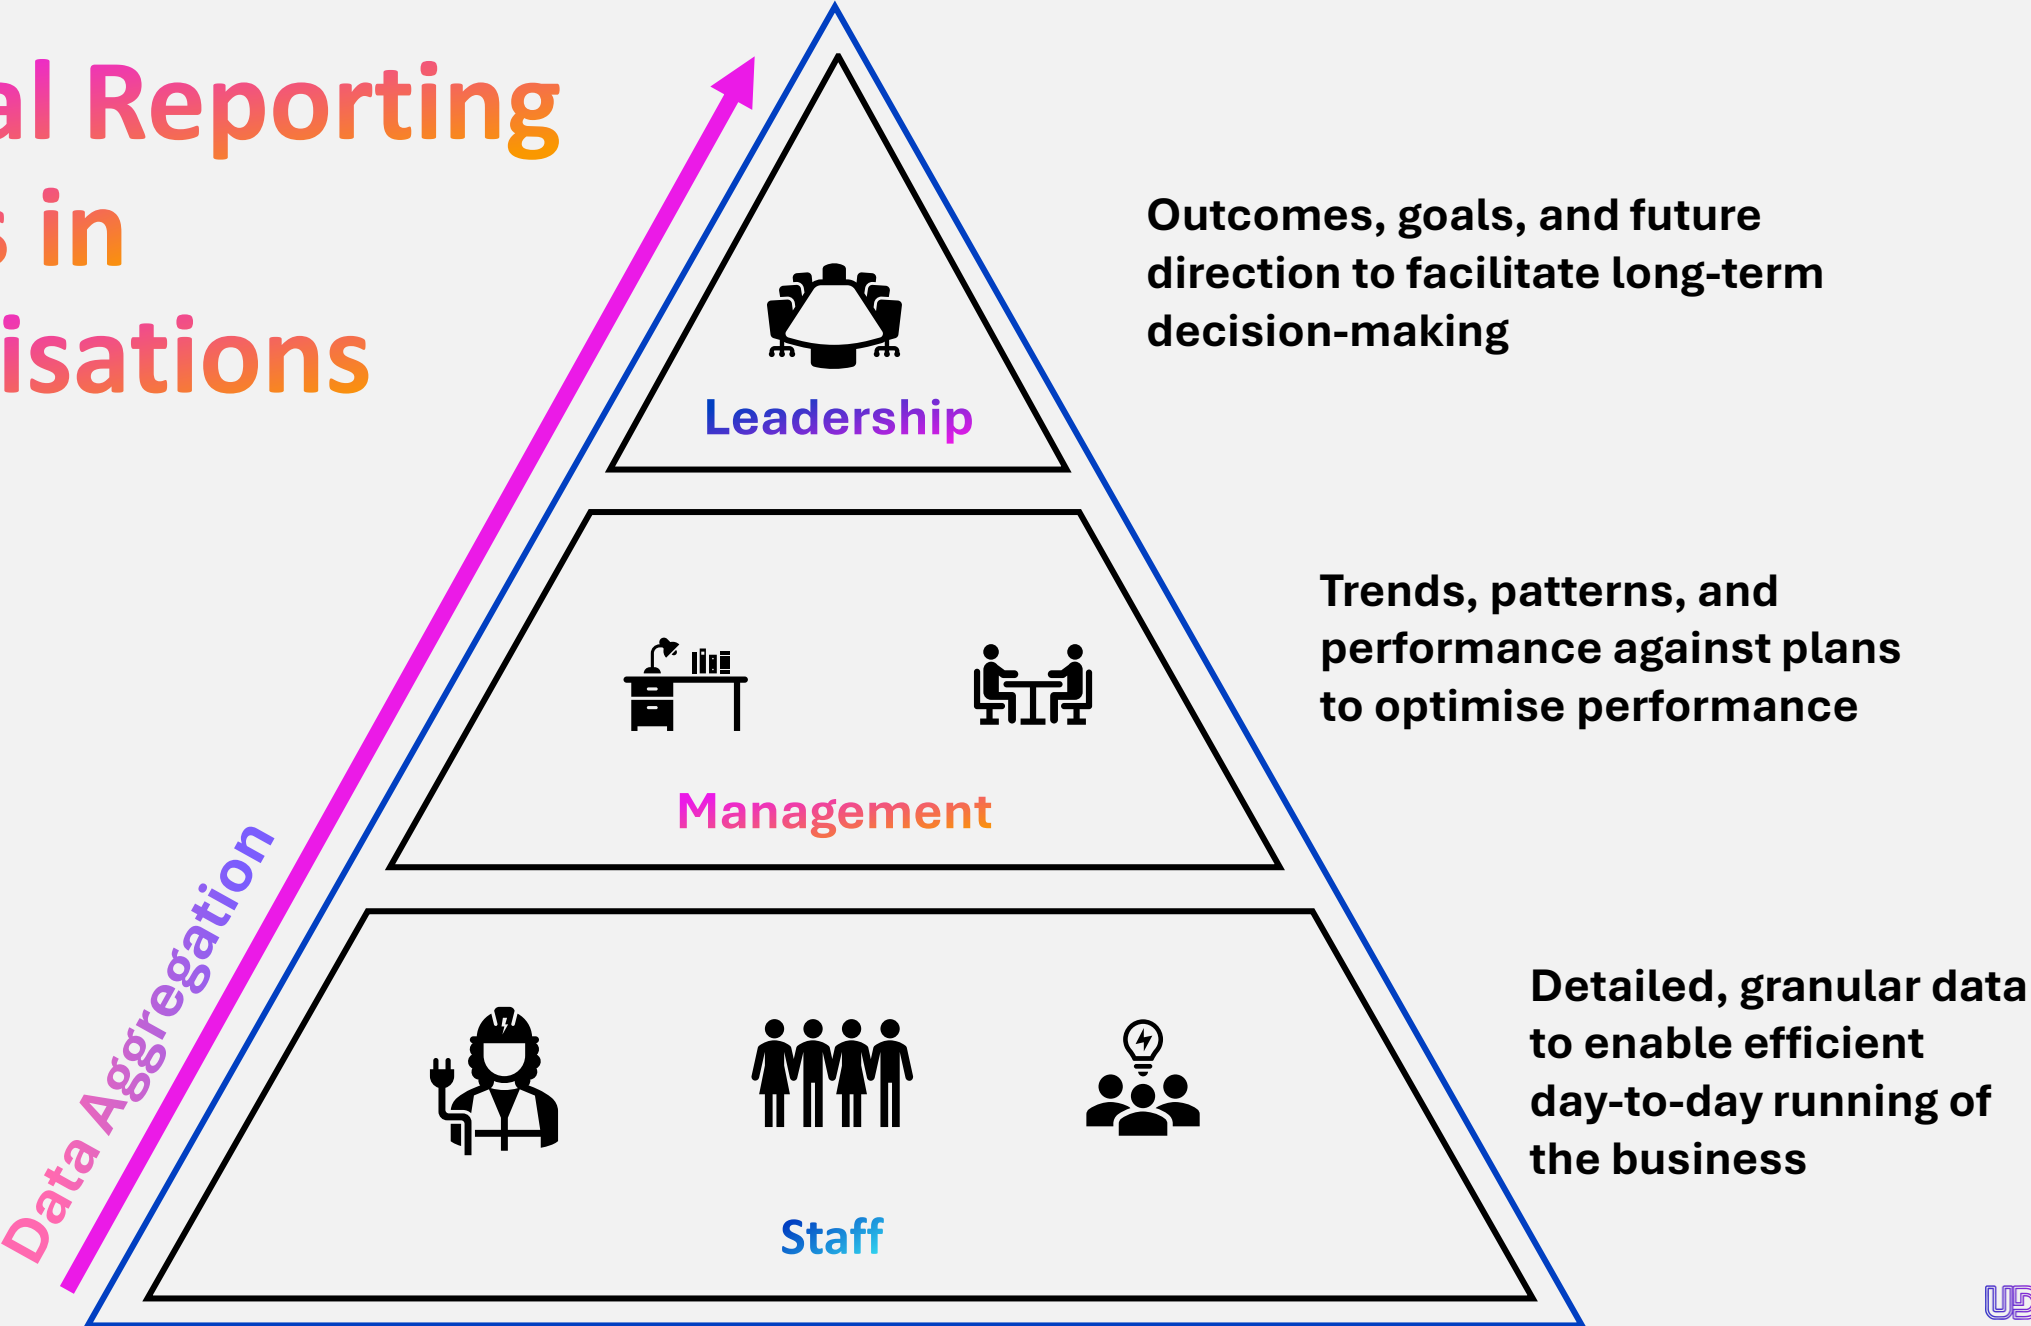 al Reporting
s in
isations
Outcomes, goals, and future
direction to facilitate long-term
decision-making
Leadership
Trends, patterns, and
performance against plans
to optimise performance
Management
Data Aggregation
Detailed, granular data
to enable efficient
day-to-day running of
the business
Staff
UD